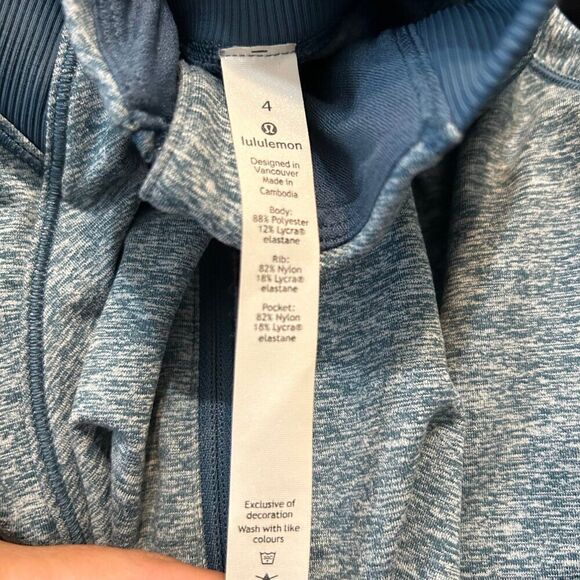 4
lululemon
Designed in
Vancouver
Made in
Cambodia
Body:
88% Polyester
12% Lycra®
elastane
Rib:
82% Nylon
18% Lycra®
elastane
Pocket:
82% Nylon
18% Lycra®
elastane
Exclusive of
decoration
Wash with like
colours